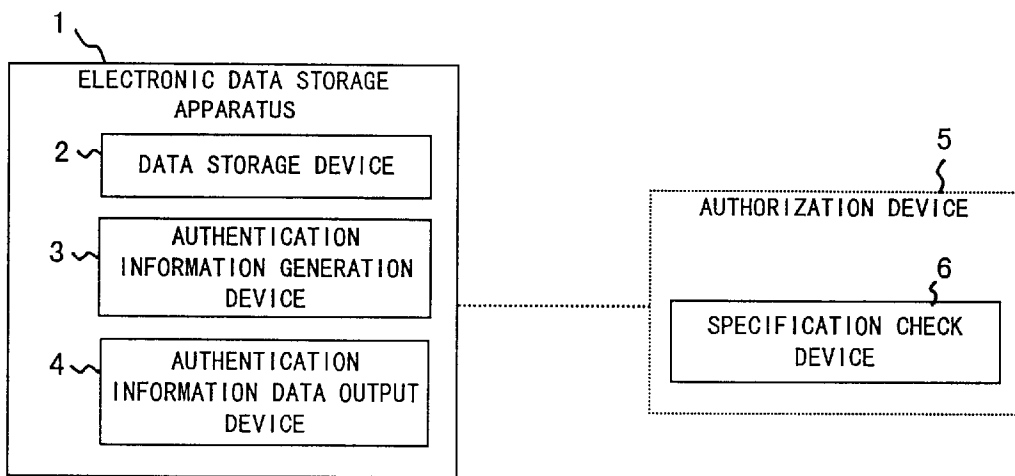 1
ELECTRONIC DATA STORAGE
APPARATUS
2
DATA STORAGE DEVICE
3
AUTHENTICATION
INFORMATION GENERATION
DEVICE
4
AUTHENTICATION
INFORMATION DATA OUTPUT
DEVICE
5
AUTHORIZATION DEVICE
6
SPECIFICATION CHECK
DEVICE